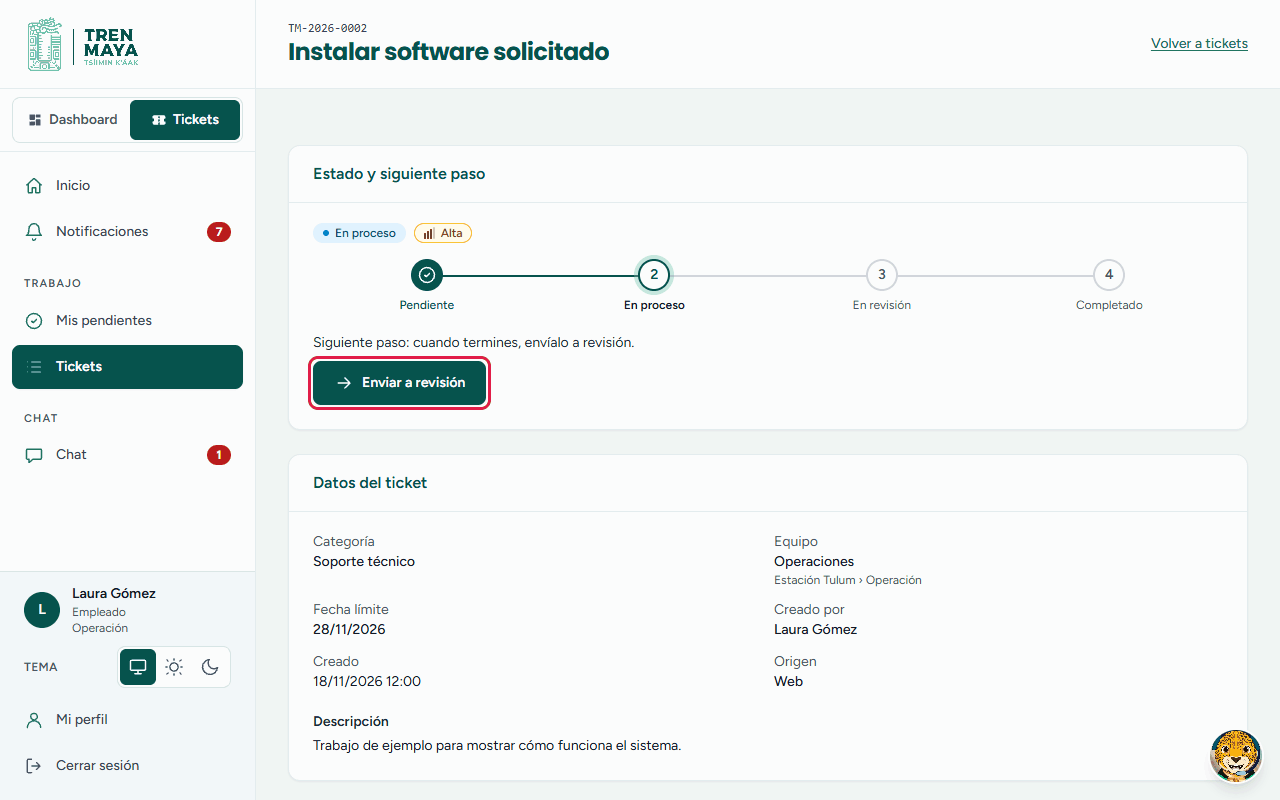 TREN
MAYA
TSIIMIN K'ÁAK
Dashboard
Tickets
Inicio
Notificaciones
7
TRABAJO
Mis pendientes
Tickets
CHAT
Chat
1
L
Laura Gómez
Empleado
Operación
TEMA
Mi perfil
Cerrar sesión
TM-2026-0002
Instalar software solicitado
Volver a tickets
Estado y siguiente paso
En proceso
Alta
2
3
4
Pendiente
En proceso
En revisión
Completado
Siguiente paso: cuando termines, envíalo a revisión.
Enviar a revisión
Datos del ticket
Categoría
Soporte técnico
Equipo
Operaciones
Estación Tulum › Operación
Fecha límite
28/11/2026
Creado por
Laura Gómez
Creado
18/11/2026 12:00
Origen
Web
Descripción
Trabajo de ejemplo para mostrar cómo funciona el sistema.